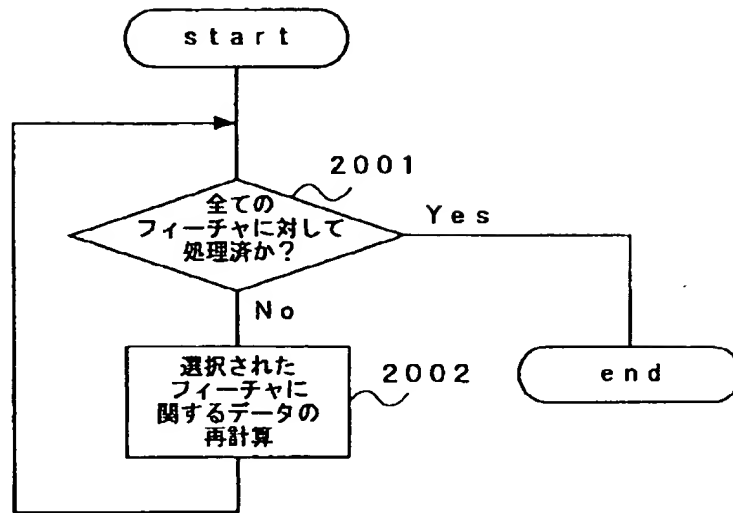 start
2001
全ての
フィーチャに対して
処理済か?
Yes
No
選択された
フィーチャに
関するデータの
再計算
2002
end